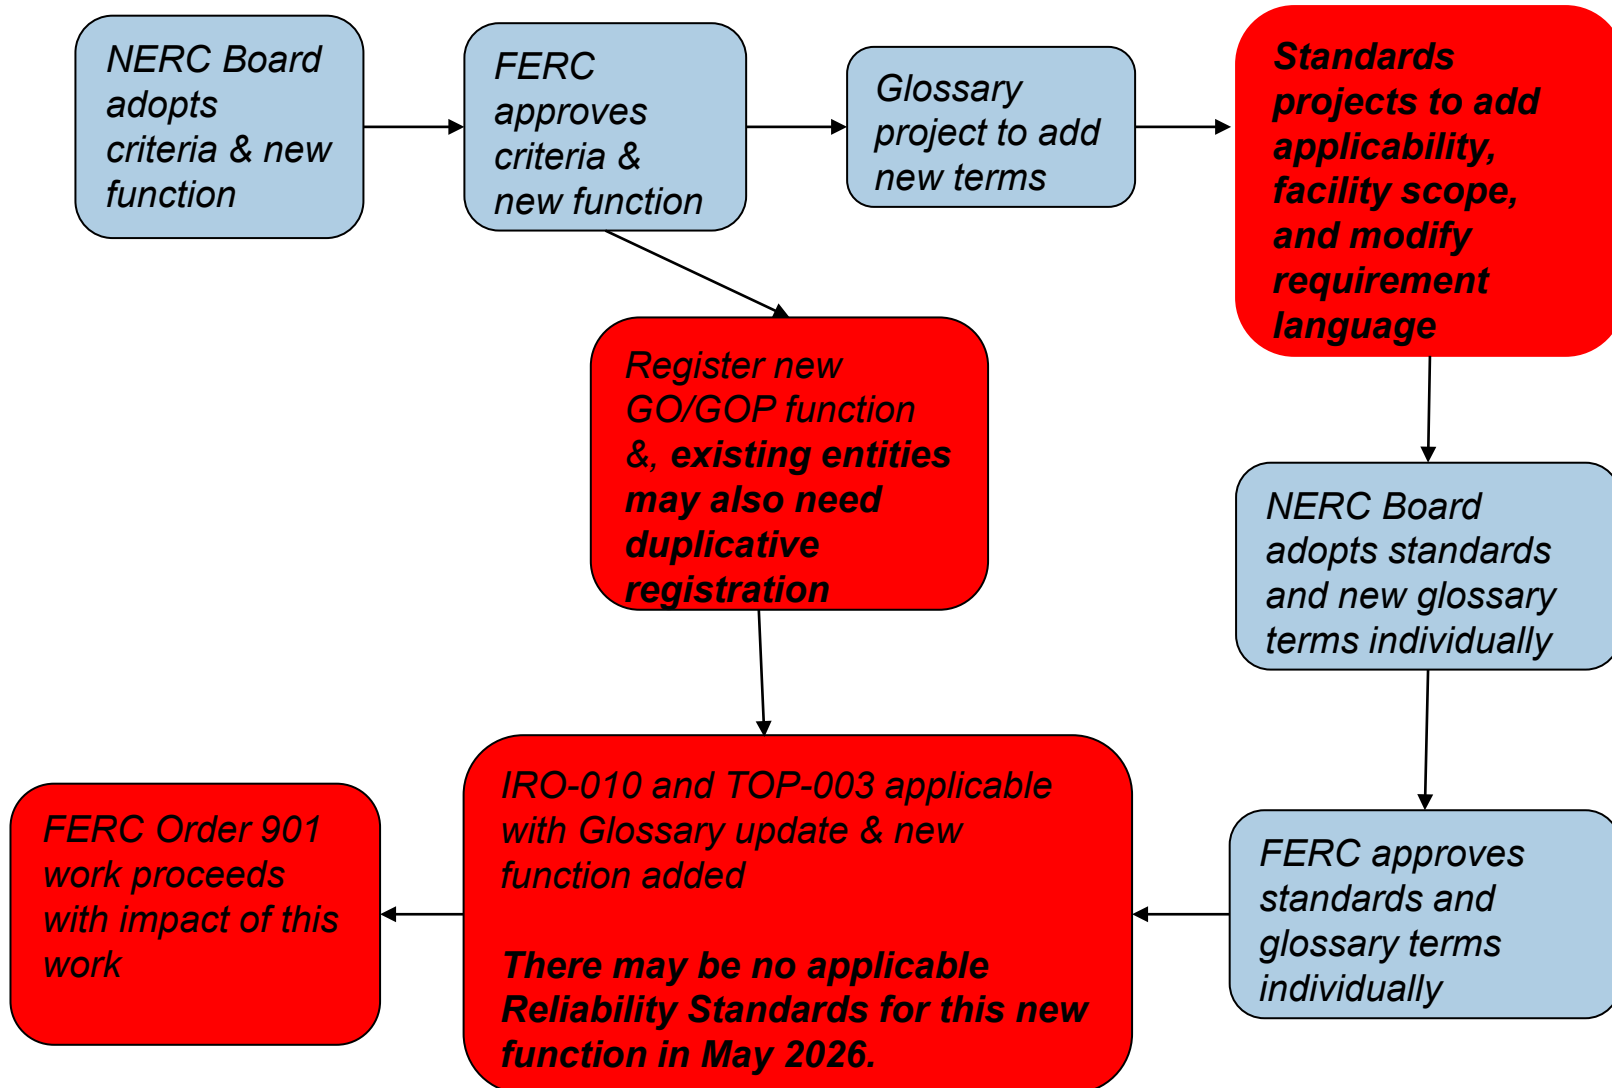 NERC Board
adopts
criteria & new
function
FERC
approves
criteria &
new function
Glossary
project to add
new terms
Standards
projects to add
applicability,
facility scope,
and modify
requirement
language
Register new
GO/GOP function
&, existing entities
may also need
duplicative
registration
NERC Board
adopts standards
and new glossary
terms individually
FERC approves
standards and
glossary terms
individually
IRO-010 and TOP-003 applicable
with Glossary update & new
function added
There may be no applicable
Reliability Standards for this new
function in May 2026.
FERC Order 901
work proceeds
with impact of this
work